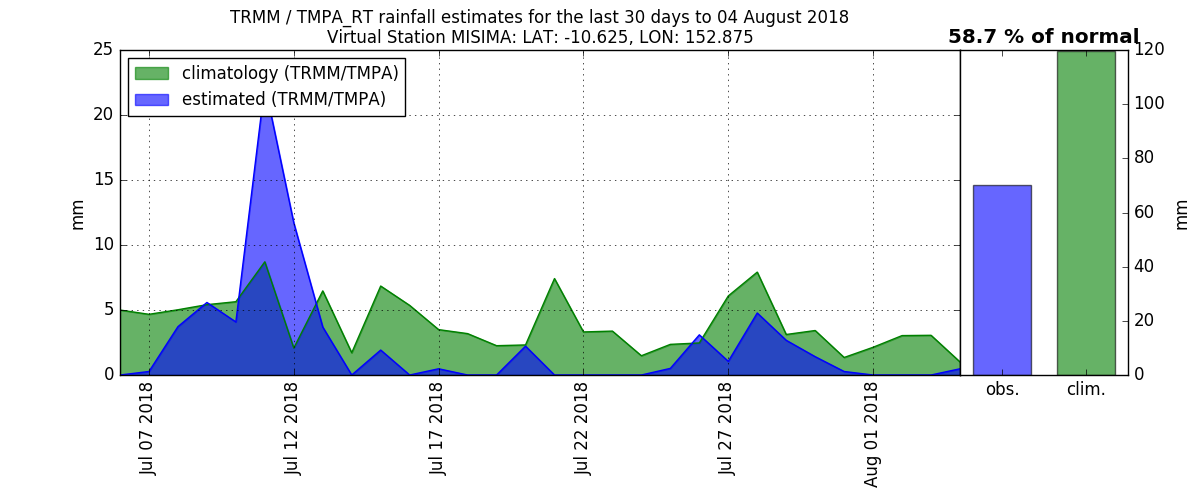 TRMM / TMPA_RT rainfall estimates for the last 30 days to 04 August 2018
Virtual Station MISIMA: LAT: -10.625, LON: 152.875
58.7 % of normal
climatology (TRMM/TMPA)
estimated (TRMM/TMPA)
25
20
15
10
5
0
mm
Jul 07 2018
Jul 12 2018
Jul 17 2018
Jul 22 2018
Jul 27 2018
Aug 01 2018
obs.
clim.
120
100
80
60
40
20
0
mm